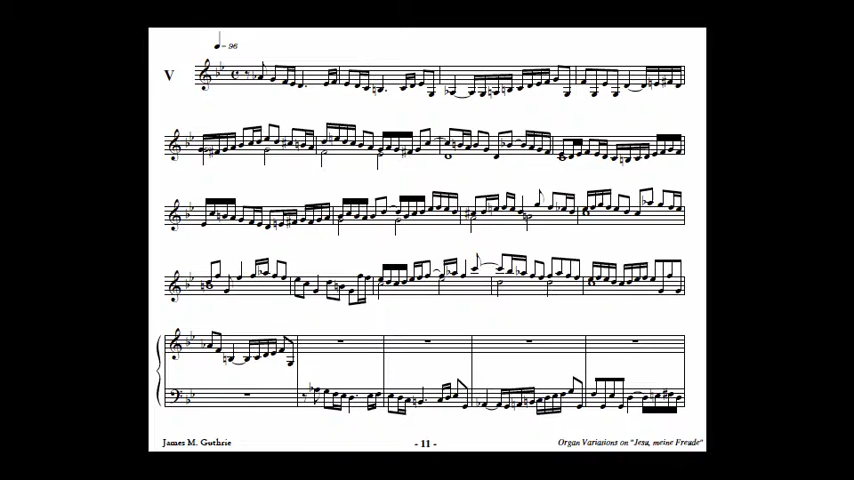 = 96
V
James M. Guthrie
- 11 -
Organ Variations on "Jesu, meine Freude"